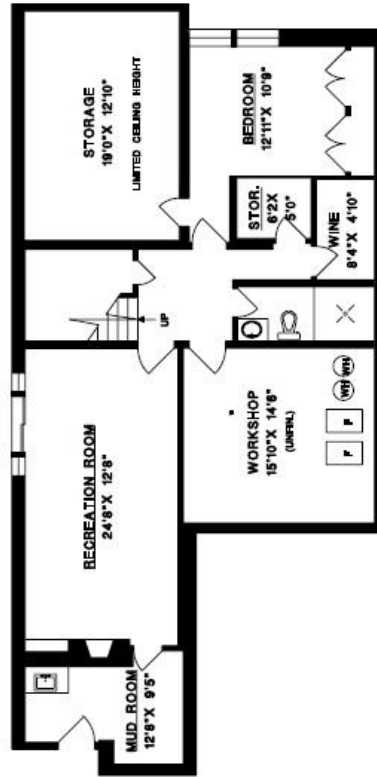 STORAGE
19'0"X 12'10"
LIMITED CEILING HEIGHT
BEDROOM
12'11"X 10'9"
STOR.
6'2X
5'0"
WINE
8'4"X 4'10"
UP
RECREATION ROOM
24'8"X 12'8"
WORKSHOP
15'10"X 14'6"
(UNFIN.)
WH
WH
F
F
MUD ROOM
12'8"X 9'5"